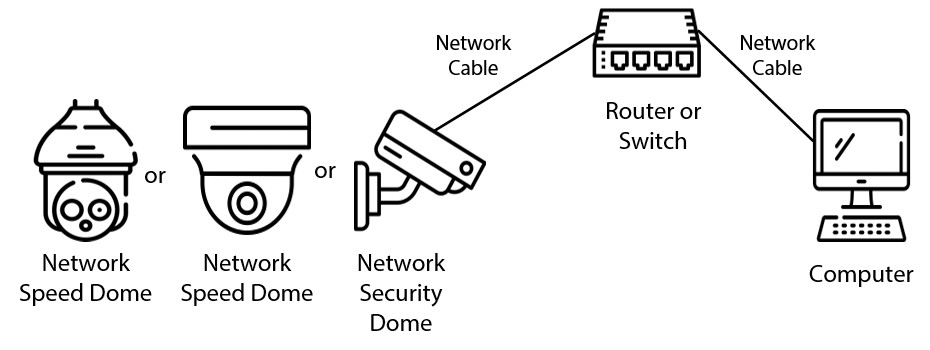 Network
Cable
Network
Cable
Router or
Switch
or
or
Network
Speed Dome
Network
Speed Dome
Network
Security
Dome
Computer